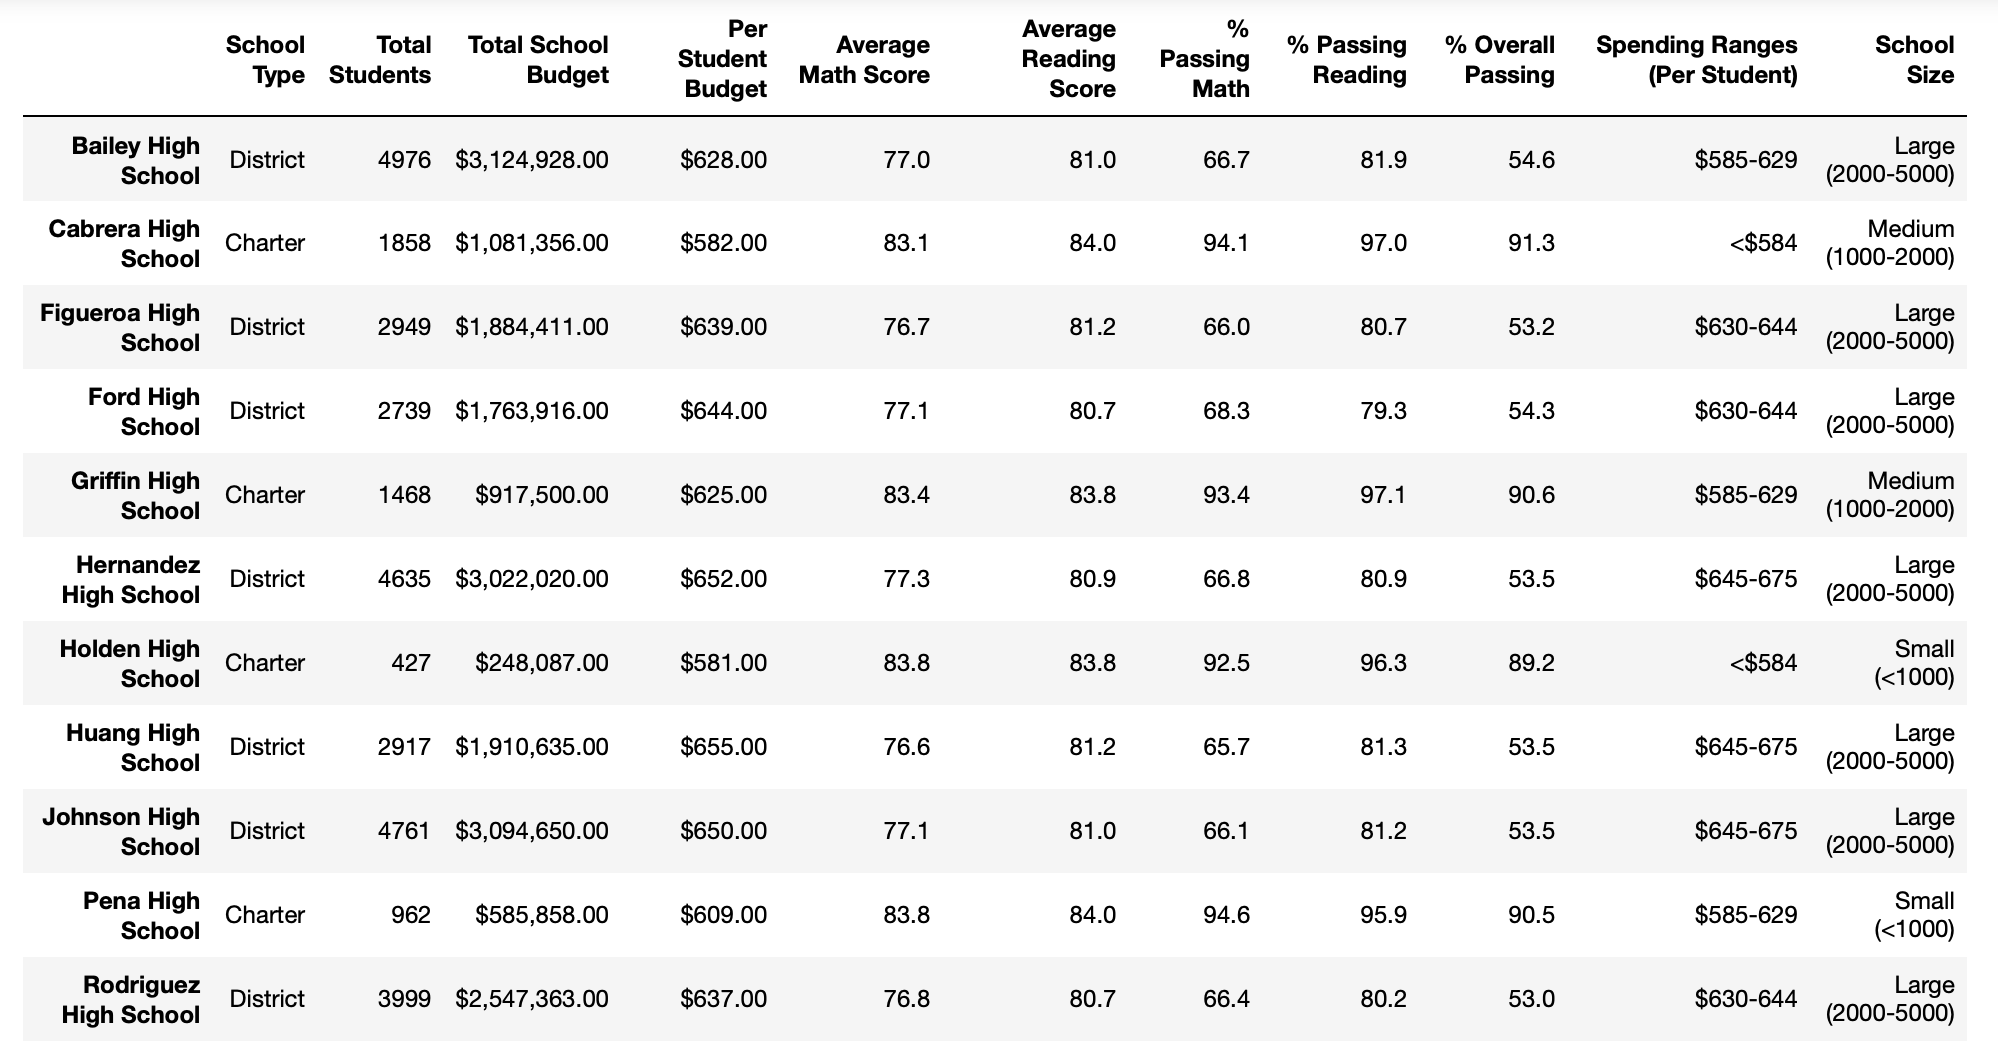 School Type Total Students Total School Budget Per Student Budget Average Math Score Average Reading Score % Passing Math % Passing Reading % Overall Passing Spending Ranges (Per Student) School Size
Bailey High School District 4976 $3,124,928.00 $628.00 77.0 81.0 66.7 81.9 54.6 $585-629 Large (2000-5000)
Cabrera High School Charter 1858 $1,081,356.00 $582.00 83.1 84.0 94.1 97.0 91.3 <$584 Medium (1000-2000)
Figueroa High School District 2949 $1,884,411.00 $639.00 76.7 81.2 66.0 80.7 53.2 $630-644 Large (2000-5000)
Ford High School District 2739 $1,763,916.00 $644.00 77.1 80.7 68.3 79.3 54.3 $630-644 Large (2000-5000)
Griffin High School Charter 1468 $917,500.00 $625.00 83.4 83.8 93.4 97.1 90.6 $585-629 Medium (1000-2000)
Hernandez High School District 4635 $3,022,020.00 $652.00 77.3 80.9 66.8 80.9 53.5 $645-675 Large (2000-5000)
Holden High School Charter 427 $248,087.00 $581.00 83.8 83.8 92.5 96.3 89.2 <$584 Small (<1000)
Huang High School District 2917 $1,910,635.00 $655.00 76.6 81.2 65.7 81.3 53.5 $645-675 Large (2000-5000)
Johnson High School District 4761 $3,094,650.00 $650.00 77.1 81.0 66.1 81.2 53.5 $645-675 Large (2000-5000)
Pena High School Charter 962 $585,858.00 $609.00 83.8 84.0 94.6 95.9 90.5 $585-629 Small (<1000)
Rodriguez High School District 3999 $2,547,363.00 $637.00 76.8 80.7 66.4 80.2 53.0 $630-644 Large (2000-5000)